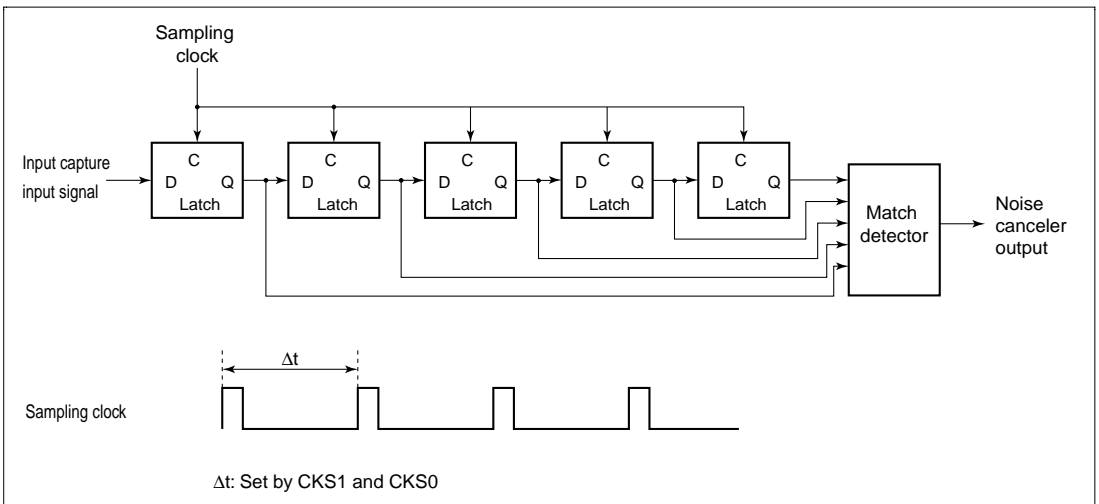 Sampling
clock
Input capture
input signal
C
D Q
Latch
C
D Q
Latch
C
D Q
Latch
C
D Q
Latch
C
D Q
Latch
Match
detector
Noise
canceler
output
Δt
Sampling clock
Δt: Set by CKS1 and CKS0